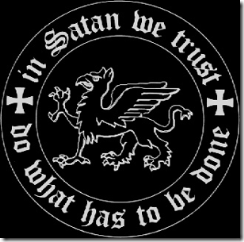 in Satan we trust
do what has to be done